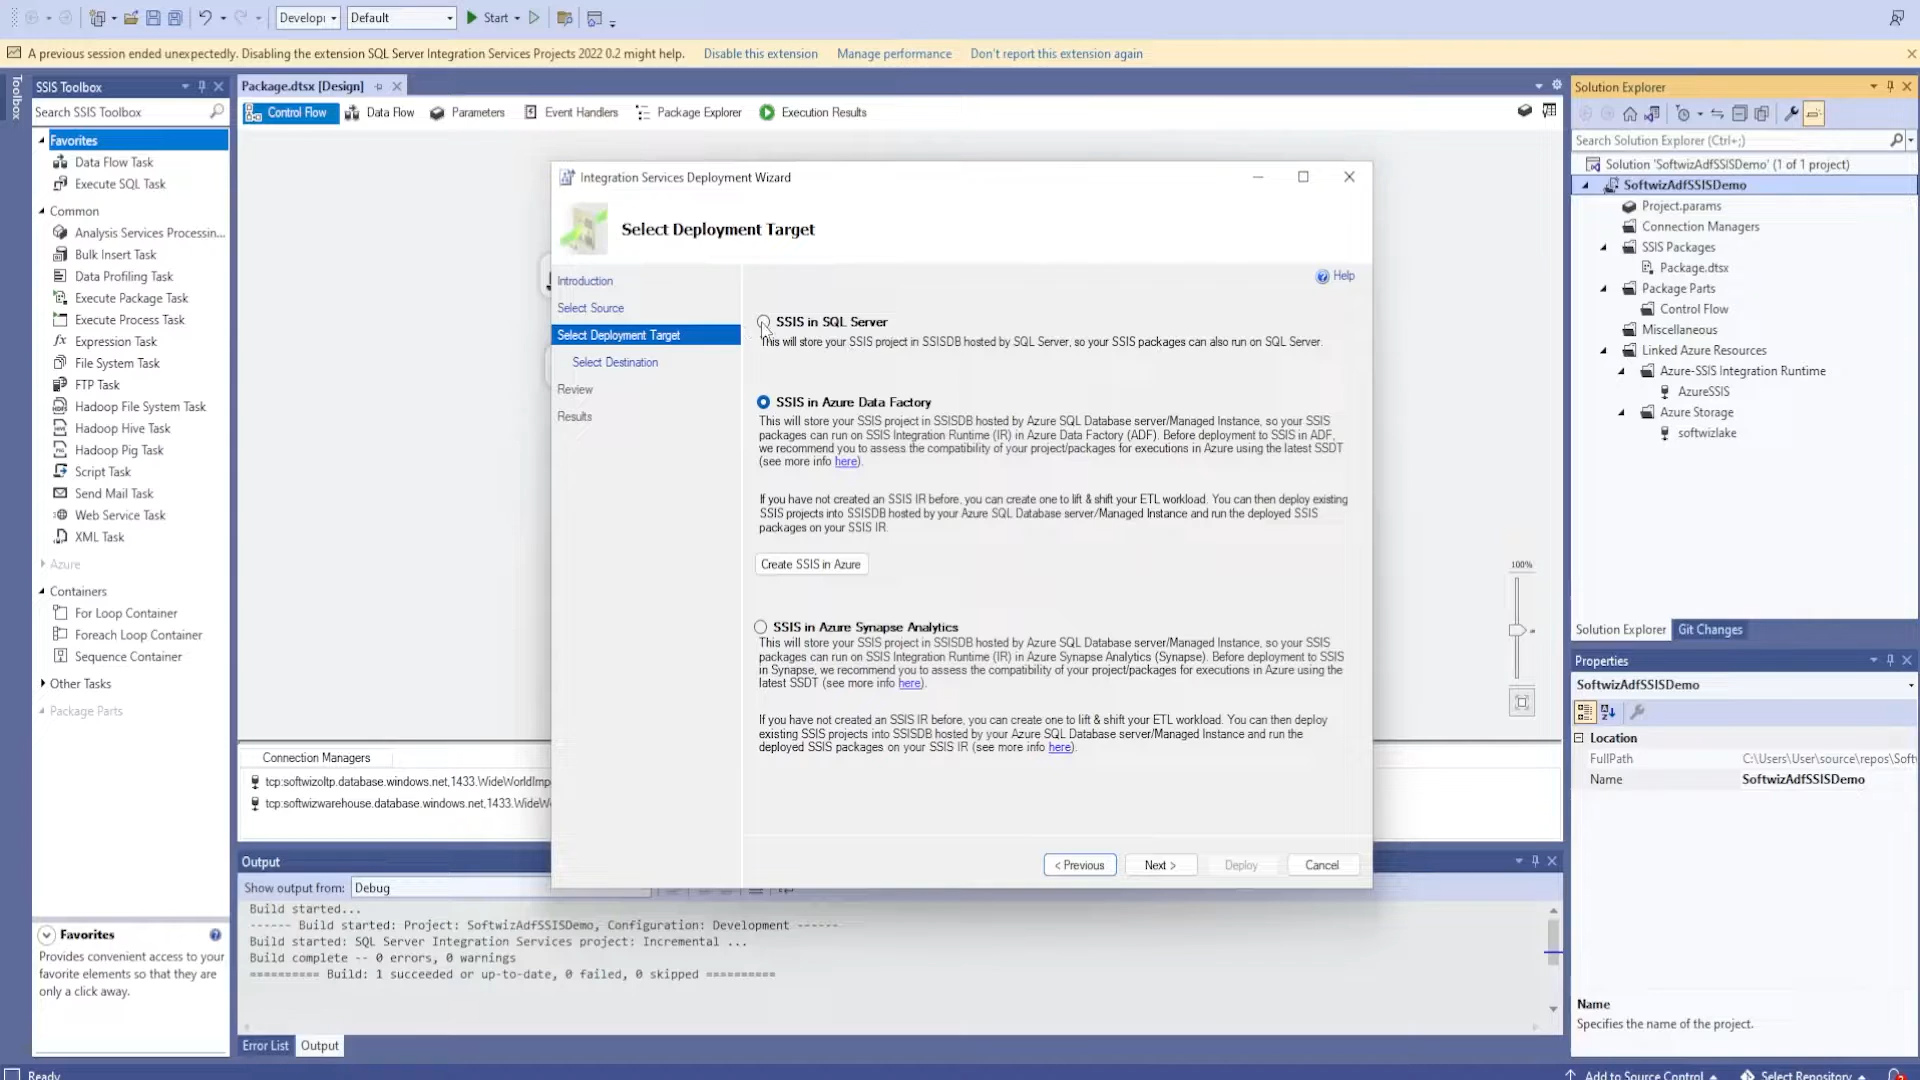 Develop
Default
Start
A previous session ended unexpectedly. Disabling the extension SQL Server Integration Services Projects 2022 0.2 might help.
Disable this extension
Manage performance
Don't report this extension again
Toolbox
SSIS Toolbox
Search SSIS Toolbox
Favorites
Data Flow Task
Execute SQL Task
Common
Analysis Services Processin...
Bulk Insert Task
Data Profiling Task
Execute Package Task
Execute Process Task
Expression Task
File System Task
FTP Task
Hadoop File System Task
Hadoop Hive Task
Hadoop Pig Task
Script Task
Send Mail Task
Web Service Task
XML Task
Azure
Containers
For Loop Container
Foreach Loop Container
Sequence Container
Other Tasks
Package Parts
Favorites
Provides convenient access to your
favorite elements so that they are
only a click away.
Package.dtsx [Design]
Control Flow
Data Flow
Parameters
Event Handlers
Package Explorer
Execution Results
Integration Services Deployment Wizard
Select Deployment Target
Introduction
Select Source
Select Deployment Target
Select Destination
Review
Results
Help
SSIS in SQL Server
This will store your SSIS project in SSISDB hosted by SQL Server, so your SSIS packages can also run on SQL Server.
SSIS in Azure Data Factory
This will store your SSIS project in SSISDB hosted by Azure SQL Database server/Managed Instance, so your SSIS
packages can run on SSIS Integration Runtime (IR) in Azure Data Factory (ADF). Before deployment to SSIS in ADF,
we recommend you to assess the compatibility of your project/packages for executions in Azure using the latest SSDT
(see more info here).
If you have not created an SSIS IR before, you can create one to lift & shift your ETL workload. You can then deploy existing
SSIS projects into SSISDB hosted by your Azure SQL Database server/Managed Instance and run the deployed SSIS
packages on your SSIS IR.
Create SSIS in Azure
SSIS in Azure Synapse Analytics
This will store your SSIS project in SSISDB hosted by Azure SQL Database server/Managed Instance, so your SSIS
packages can run on SSIS Integration Runtime (IR) in Azure Synapse Analytics (Synapse). Before deployment to SSIS
in Synapse, we recommend you to assess the compatibility of your project/packages for executions in Azure using the
latest SSDT (see more info here).
If you have not created an SSIS IR before, you can create one to lift & shift your ETL workload. You can then deploy
existing SSIS projects into SSISDB hosted by your Azure SQL Database server/Managed Instance and run the
deployed SSIS packages on your SSIS IR (see more info here).
< Previous
Next >
Deploy
Cancel
100%
Connection Managers
tcp:softwizoltp.database.windows.net,1433.WideWorldImp
tcp:softwizwarehouse.database.windows.net,1433.WideW
Output
Show output from: Debug
Build started...
------ Build started: Project: SoftwizAdfSSISDemo, Configuration: Development ------
Build started: SQL Server Integration Services project: Incremental ...
Build complete -- 0 errors, 0 warnings
========== Build: 1 succeeded or up-to-date, 0 failed, 0 skipped ==========
Error List
Output
Solution Explorer
Search Solution Explorer (Ctrl+;)
Solution 'SoftwizAdfSSISDemo' (1 of 1 project)
SoftwizAdfSSISDemo
Project.params
Connection Managers
SSIS Packages
Package.dtsx
Package Parts
Control Flow
Miscellaneous
Linked Azure Resources
Azure-SSIS Integration Runtime
AzureSSIS
Azure Storage
softwizlake
Solution Explorer
Git Changes
Properties
SoftwizAdfSSISDemo
Location
FullPath
C:\Users\User\source\repos\Soft
Name
SoftwizAdfSSISDemo
Name
Specifies the name of the project.
Ready
Add to Source Control
Select Repository